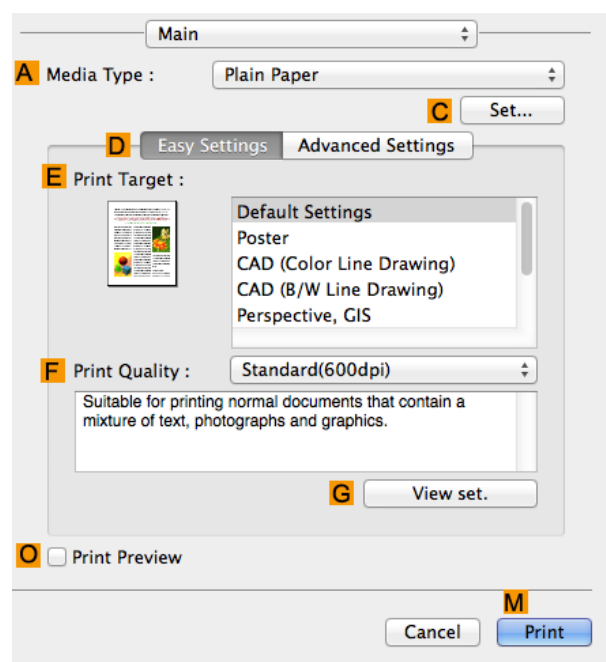 Main
A Media Type : Plain Paper
C Set...
D Easy Settings Advanced Settings
E Print Target :
Default Settings
Poster
CAD (Color Line Drawing)
CAD (B/W Line Drawing)
Perspective, GIS
F Print Quality : Standard(600dpi)
Suitable for printing normal documents that contain a
mixture of text, photographs and graphics.
G View set.
O Print Preview
M
Cancel Print